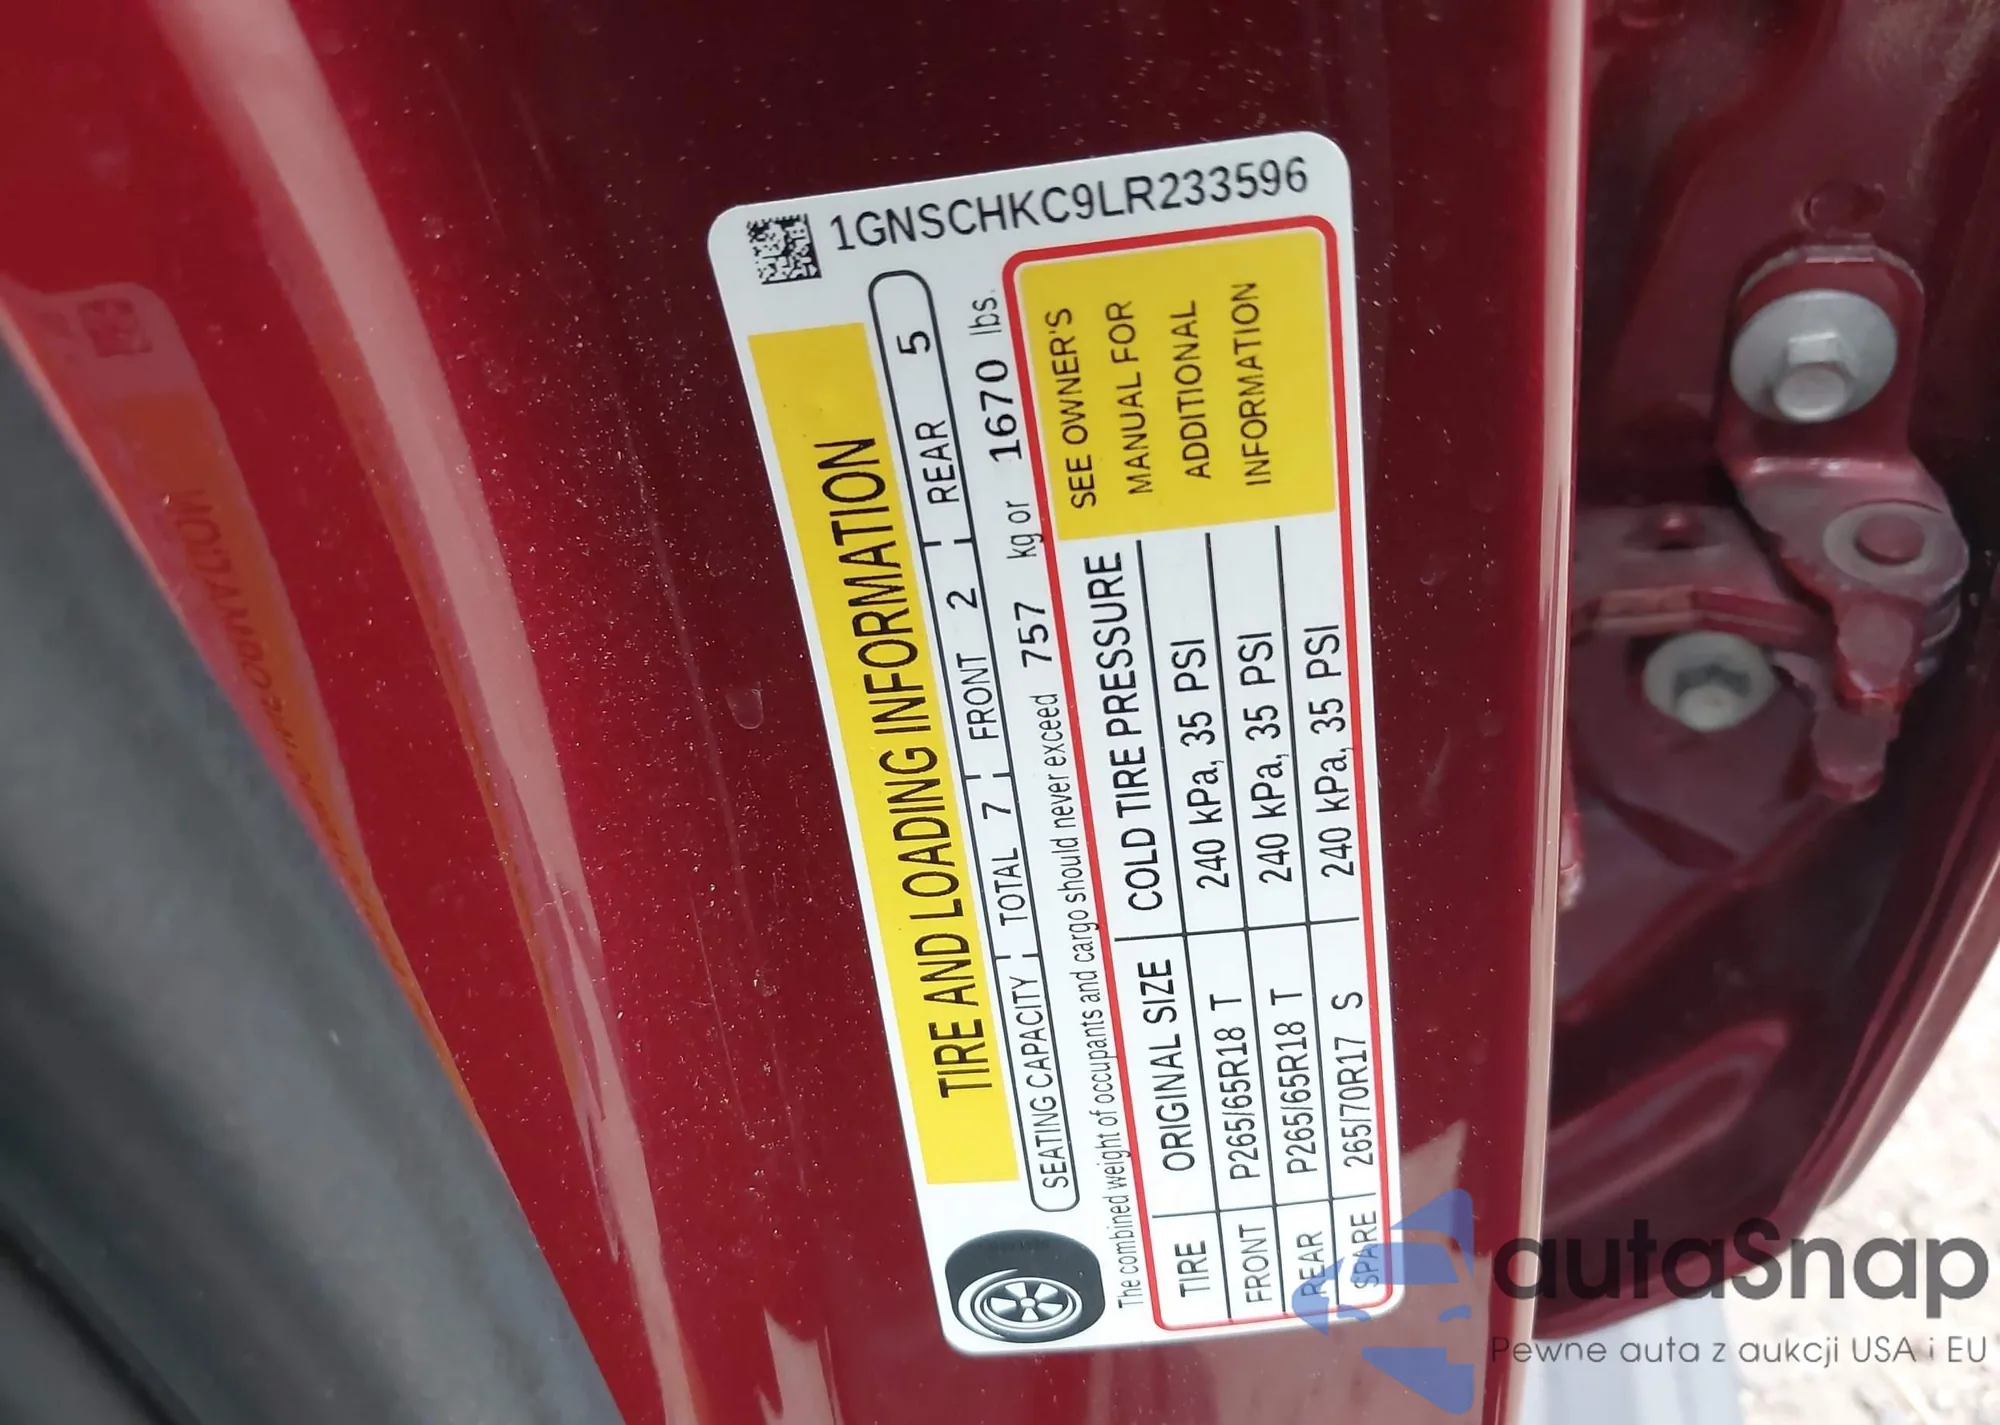 1GNSCHKC9LR233596
TIRE AND LOADING INFORMATION
SEATING CAPACITY TOTAL 7 FRONT 2 REAR 5
The combined weight of occupants and cargo should never exceed 757 kg or 1670 lbs.
TIRE ORIGINAL SIZE COLD TIRE PRESSURE
FRONT P265/65R18 T 240 kPa, 35 PSI
REAR P265/65R18 T 240 kPa, 35 PSI
SPARE 265/70R17 S 240 kPa, 35 PSI
SEE OWNER'S
MANUAL FOR
ADDITIONAL
INFORMATION
autaSnap
Pewne auta z aukcji USA i EU